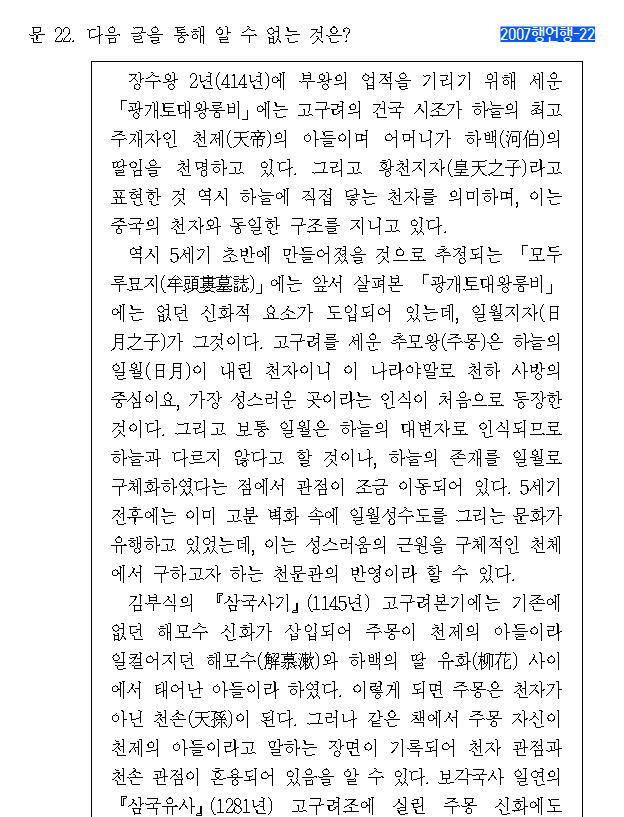 문 22. 다음 글을 통해 알 수 없는 것은?
2007행언행-22
장수왕 2년(414년)에 부왕의 업적을 기리기 위해 세운
「광개토대왕릉비」에는 고구려의 건국 시조가 하늘의 최고
주재자인 천제(天帝)의 아들이며 어머니가 하백(河伯)의
딸임을 천명하고 있다. 그리고 황천지자(皇天之子)라고
표현한 것 역시 하늘에 직접 닿는 천자를 의미하며, 이는
중국의 천자와 동일한 구조를 지니고 있다.
역시 5세기 초반에 만들어졌을 것으로 추정되는 「모두
루묘지(牟頭婁墓誌)」에는 앞서 살펴본 「광개토대왕릉비」
에는 없던 신화적 요소가 도입되어 있는데, 일월지자(日
月之子)가 그것이다. 고구려를 세운 추모왕(주몽)은 하늘의
일월(日月)이 내린 천자이니 이 나라야말로 천하 사방의
중심이요, 가장 성스러운 곳이라는 인식이 처음으로 등장한
것이다. 그리고 보통 일월은 하늘의 대변자로 인식되므로
하늘과 다르지 않다고 할 것이나, 하늘의 존재를 일월로
구체화하였다는 점에서 관점이 조금 이동되어 있다. 5세기
전후에는 이미 고분 벽화 속에 일월성수도를 그리는 문화가
유행하고 있었는데, 이는 성스러움의 근원을 구체적인 천체
에서 구하고자 하는 천문관의 반영이라 할 수 있다.
김부식의 『삼국사기』(1145년) 고구려본기에는 기존에
없던 해모수 신화가 삽입되어 주몽이 천제의 아들이라
일컬어지던 해모수(解慕漱)와 하백의 딸 유화(柳花) 사이
에서 태어난 아들이라 하였다. 이렇게 되면 주몽은 천자가
아닌 천손(天孫)이 된다. 그러나 같은 책에서 주몽 자신이
천제의 아들이라고 말하는 장면이 기록되어 천자 관점과
천손 관점이 혼용되어 있음을 알 수 있다. 보각국사 일연의
『삼국유사』(1281년) 고구려조에 실린 주몽 신화에도